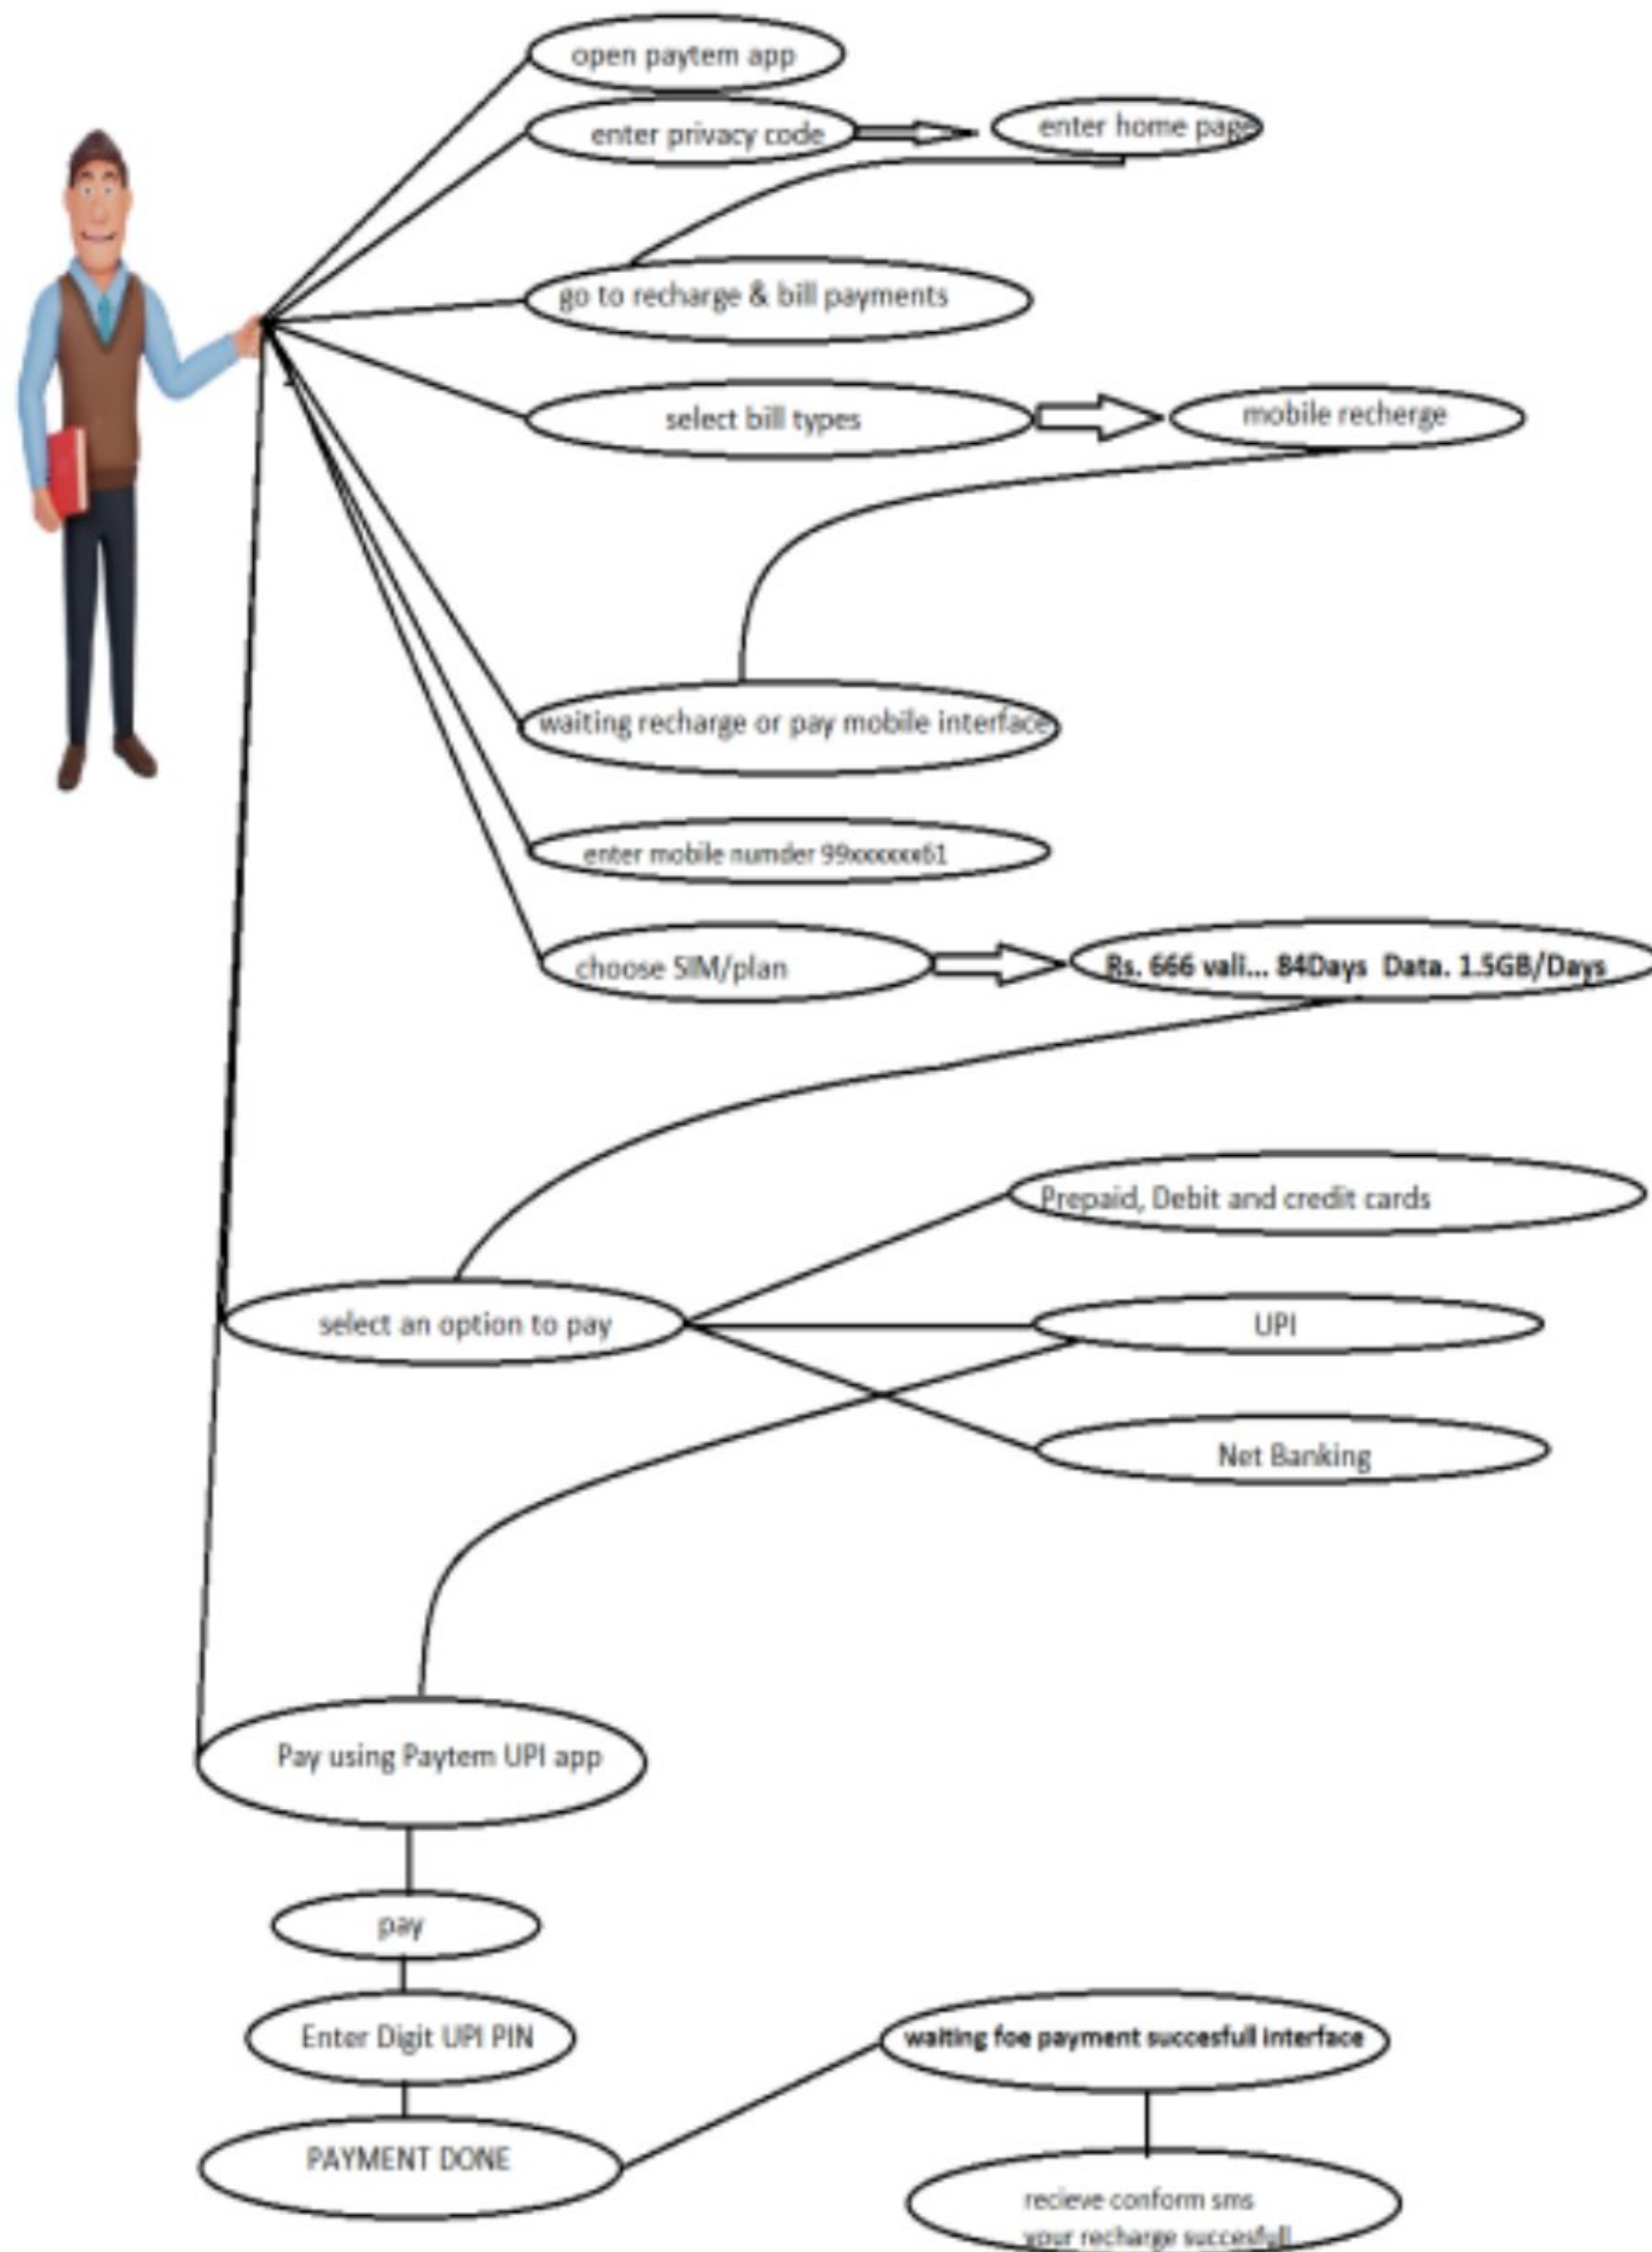 open paytem app
enter privacy code
enter home page
go to recharge & bill payments
select bill types
mobile recherge
waiting recharge or pay mobile interface
enter mobile numder 99xxxxxx61
choose SIM/plan
Rs. 666 vali... 84Days Data. 1.5GB/Days
Prepaid, Debit and credit cards
select an option to pay
UPI
Net Banking
Pay using Paytem UPI app
pay
Enter Digit UPI PIN
waiting foe payment succesfull interface
PAYMENT DONE
recieve conform sms
your recharge succesfull